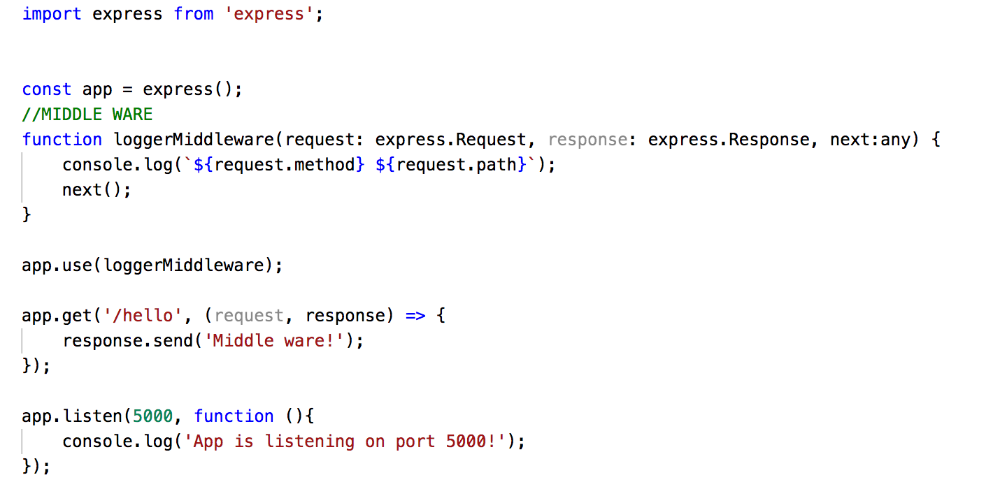 import express from 'express';
const app = express();
//MIDDLE WARE
function loggerMiddleware(request: express.Request, response: express.Response, next:any) {
    console.log(`${request.method} ${request.path}`);
    next();
}
app.use(loggerMiddleware);
app.get('/hello', (request, response) => {
    response.send('Middle ware!');
});
app.listen(5000, function (){
    console.log('App is listening on port 5000!');
});